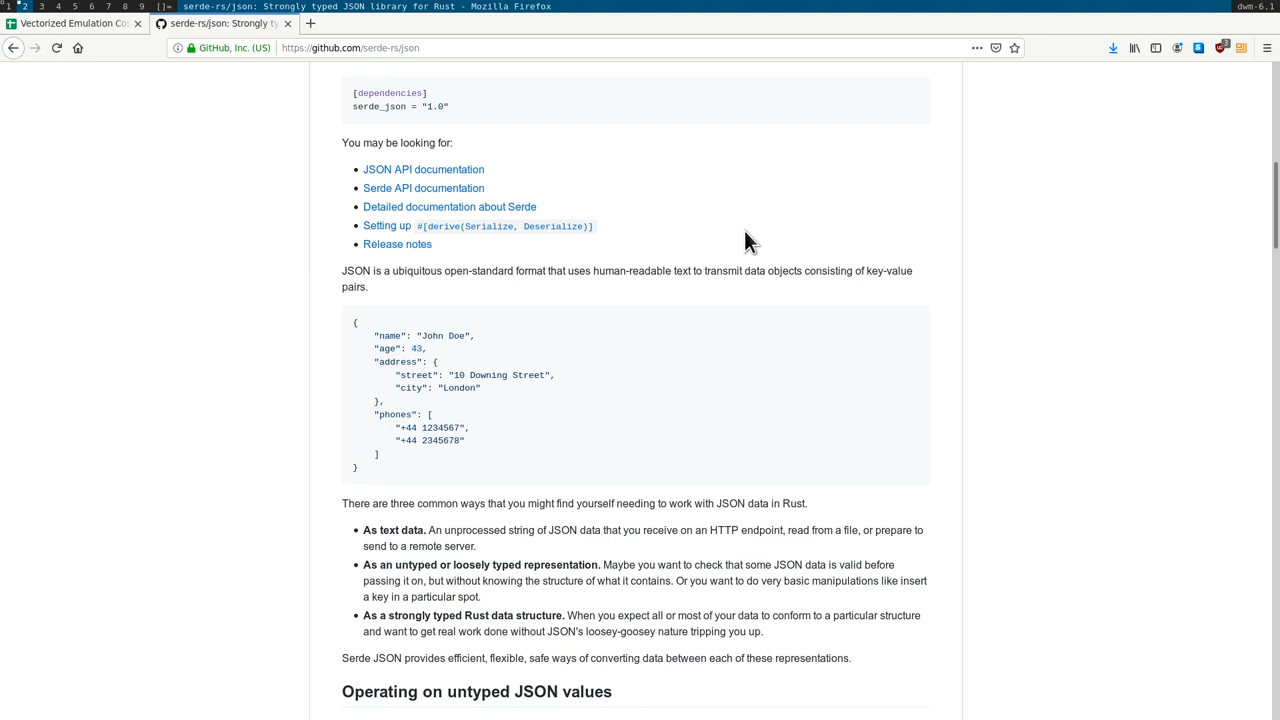 1 2 3 4 5 6 7 8 9 []= serde-rs/json: Strongly typed JSON library for Rust - Mozilla Firefox dwm-6.1
Vectorized Emulation Cos × serde-rs/json: Strongly ty × +
GitHub, Inc. (US) https://github.com/serde-rs/json 3
[dependencies]
serde_json = "1.0"
You may be looking for:
• JSON API documentation
• Serde API documentation
• Detailed documentation about Serde
• Setting up #[derive(Serialize, Deserialize)]
• Release notes
JSON is a ubiquitous open-standard format that uses human-readable text to transmit data objects consisting of key-value
pairs.
{
"name": "John Doe",
"age": 43,
"address": {
"street": "10 Downing Street",
"city": "London"
},
"phones": [
"+44 1234567",
"+44 2345678"
]
}
There are three common ways that you might find yourself needing to work with JSON data in Rust.
• As text data. An unprocessed string of JSON data that you receive on an HTTP endpoint, read from a file, or prepare to
send to a remote server.
• As an untyped or loosely typed representation. Maybe you want to check that some JSON data is valid before
passing it on, but without knowing the structure of what it contains. Or you want to do very basic manipulations like insert
a key in a particular spot.
• As a strongly typed Rust data structure. When you expect all or most of your data to conform to a particular structure
and want to get real work done without JSON's loosey-goosey nature tripping you up.
Serde JSON provides efficient, flexible, safe ways of converting data between each of these representations.
Operating on untyped JSON values